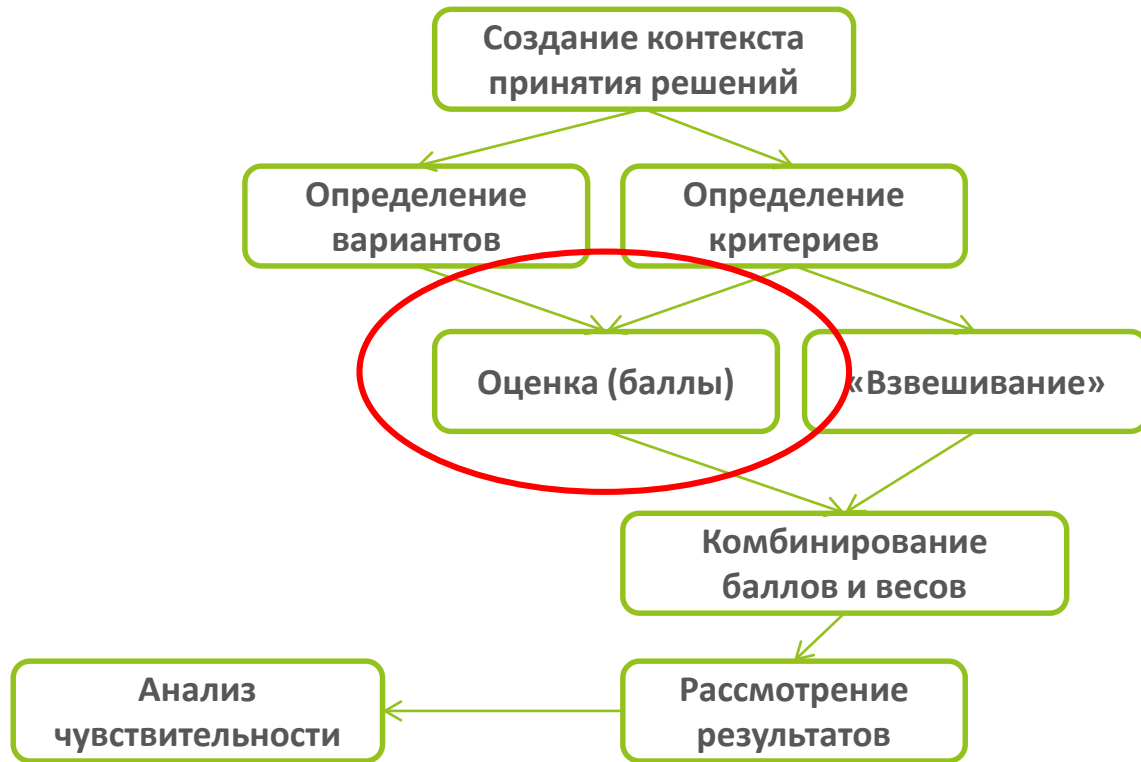 Создание контекста
принятия решений
Определение
вариантов
Определение
критериев
Оценка (баллы)
«Взвешивание»
Комбинирование
баллов и весов
Анализ
чувствительности
Рассмотрение
результатов